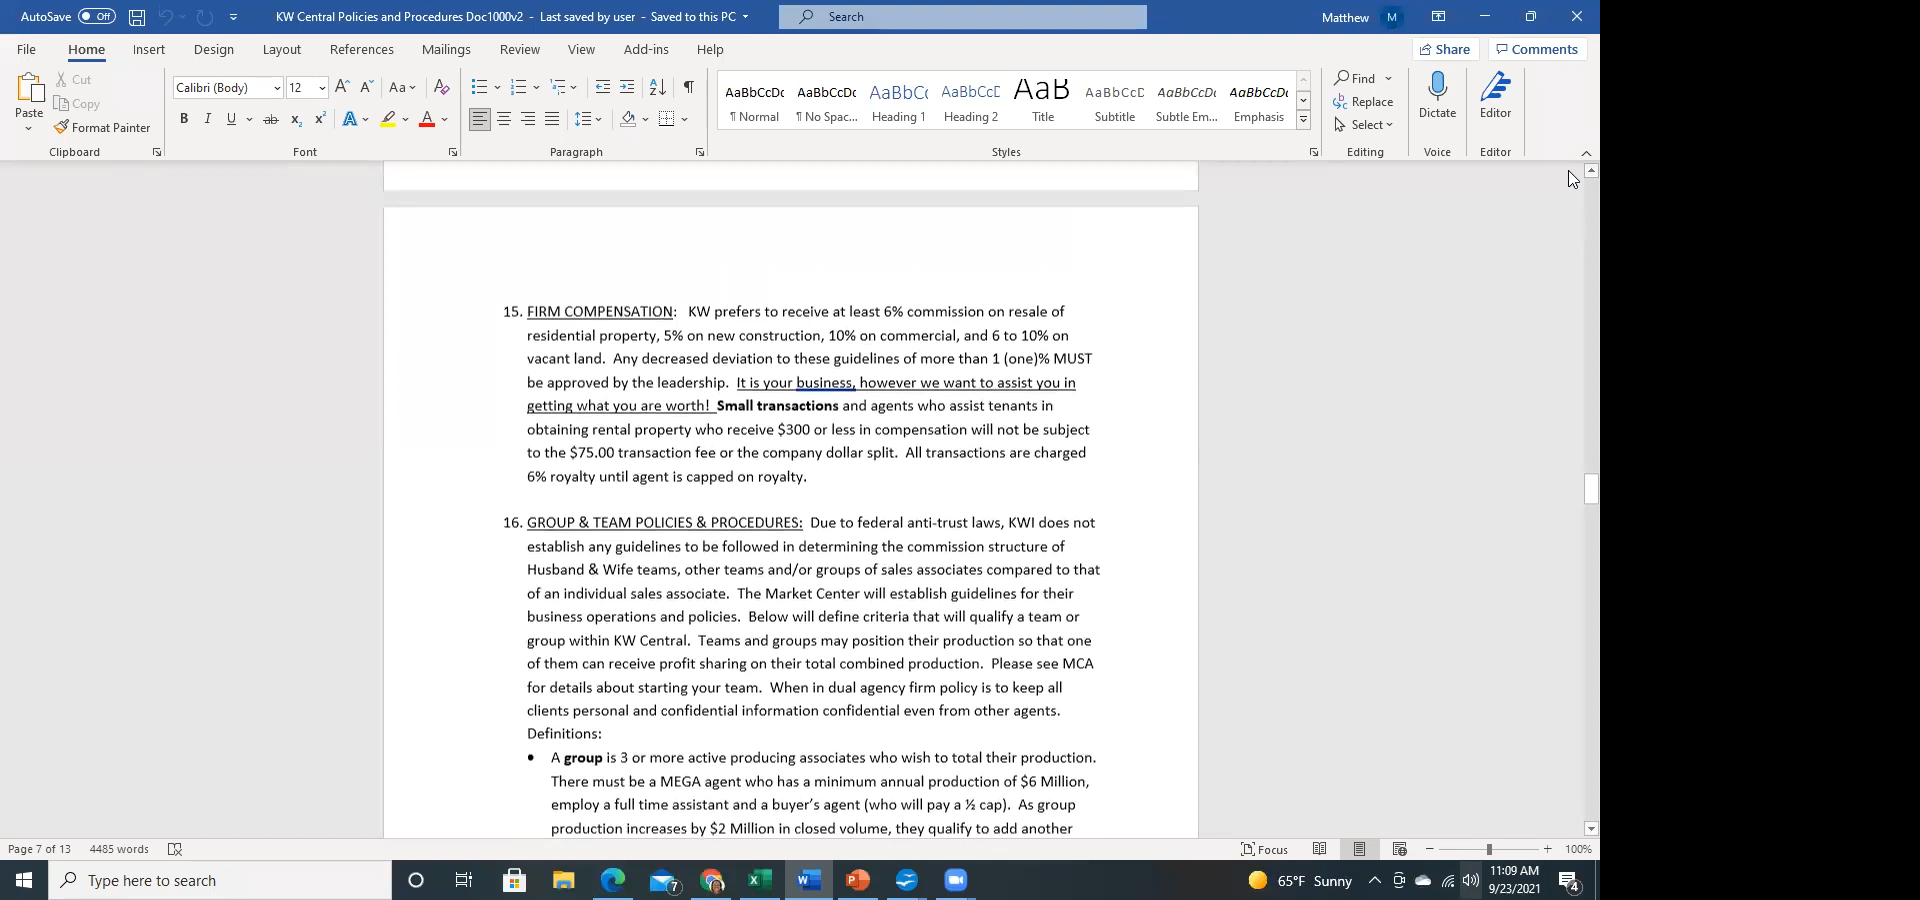 AutoSave Off KW Central Policies and Procedures Doc1000v2 - Last saved by user - Saved to this PC Search Matthew M
File Home Insert Design Layout References Mailings Review View Add-ins Help Share Comments
Paste Cut Copy Format Painter Clipboard
Calibri (Body) 12 Aa Font
Paragraph
AaBbCcDc ¶ Normal AaBbCcDc ¶ No Spac... AaBbCc Heading 1 AaBbCcD Heading 2 AaB Title AaBbCcD Subtitle AaBbCcDc Subtle Em... AaBbCcDc Emphasis
Styles
Find Replace Select Editing
Dictate Voice
Editor Editor
15. FIRM COMPENSATION: KW prefers to receive at least 6% commission on resale of
residential property, 5% on new construction, 10% on commercial, and 6 to 10% on
vacant land. Any decreased deviation to these guidelines of more than 1 (one)% MUST
be approved by the leadership. It is your business, however we want to assist you in
getting what you are worth! Small transactions and agents who assist tenants in
obtaining rental property who receive $300 or less in compensation will not be subject
to the $75.00 transaction fee or the company dollar split. All transactions are charged
6% royalty until agent is capped on royalty.
16. GROUP & TEAM POLICIES & PROCEDURES: Due to federal anti-trust laws, KWI does not
establish any guidelines to be followed in determining the commission structure of
Husband & Wife teams, other teams and/or groups of sales associates compared to that
of an individual sales associate. The Market Center will establish guidelines for their
business operations and policies. Below will define criteria that will qualify a team or
group within KW Central. Teams and groups may position their production so that one
of them can receive profit sharing on their total combined production. Please see MCA
for details about starting your team. When in dual agency firm policy is to keep all
clients personal and confidential information confidential even from other agents.
Definitions:
• A group is 3 or more active producing associates who wish to total their production.
There must be a MEGA agent who has a minimum annual production of $6 Million,
employ a full time assistant and a buyer's agent (who will pay a ½ cap). As group
production increases by $2 Million in closed volume, they qualify to add another
Page 7 of 13 4485 words Focus 100%
Type here to search 7 65°F Sunny 11:09 AM
9/23/2021 4